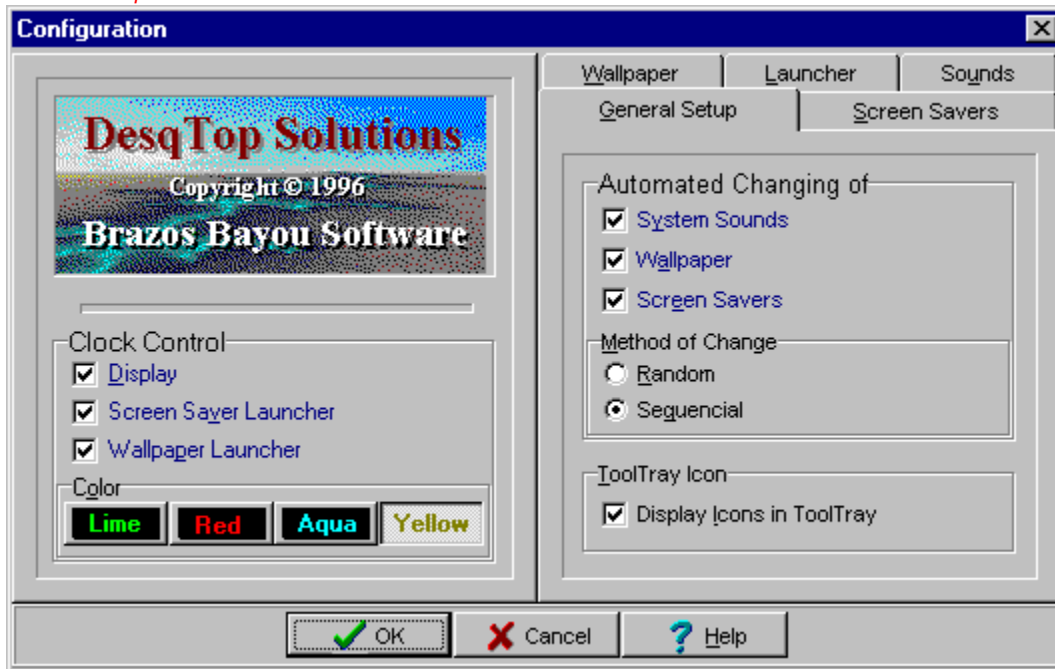 Configuration
DesqTop Solutions
Copyright © 1996
Brazos Bayou Software
Clock Control
Display
Screen Saver Launcher
Wallpaper Launcher
Color
Lime Red Aqua Yellow
Wallpaper Launcher Sounds
General Setup Screen Savers
Automated Changing of
System Sounds
Wallpaper
Screen Savers
Method of Change
Random
Sequencial
ToolTray Icon
Display Icons in ToolTray
OK Cancel Help